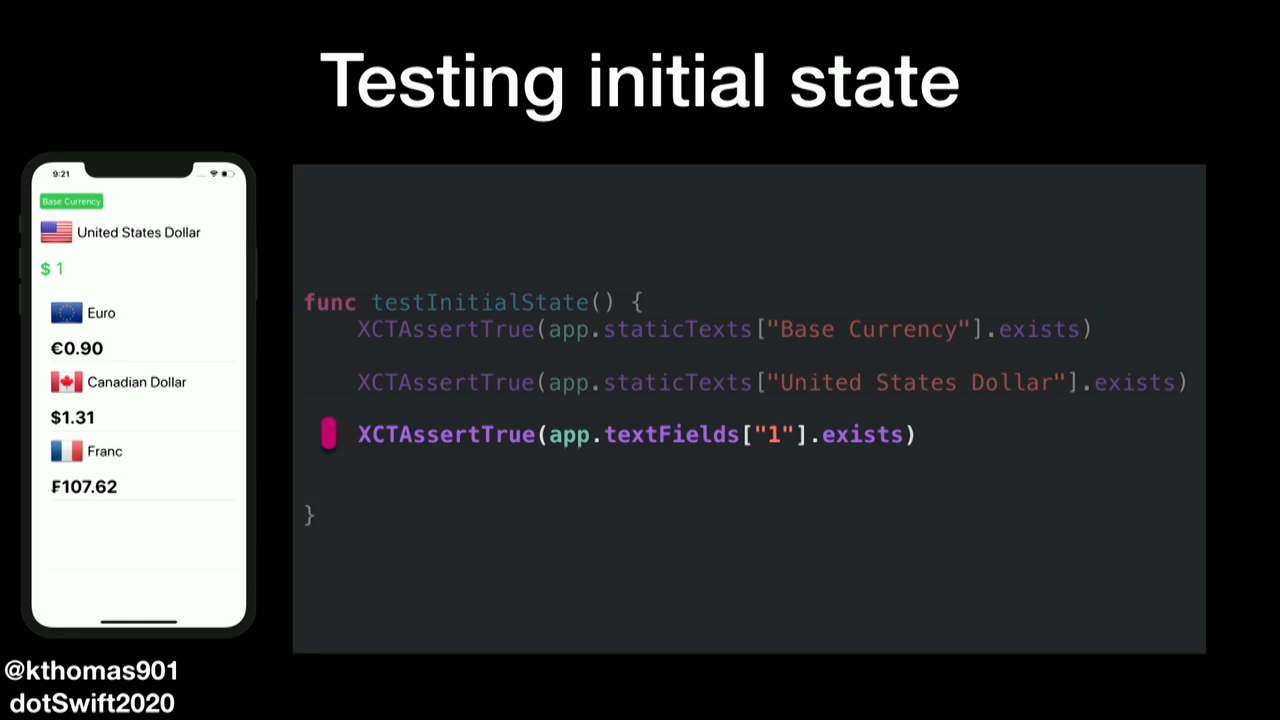 Testing initial state
9:21
Base Currency
United States Dollar
$ 1
Euro
€0.90
Canadian Dollar
$1.31
Franc
₣107.62
func testInitialState() {
XCTAssertTrue(app.staticTexts["Base Currency"].exists)
XCTAssertTrue(app.staticTexts["United States Dollar"].exists)
XCTAssertTrue(app.textFields["1"].exists)
}
@kthomas901
dotSwift2020